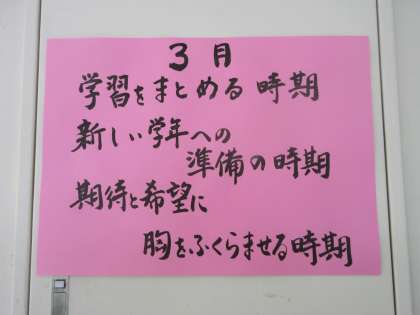 3月
学習をまとめる時期
新しい学年への
準備の時期
期待と希望に
胸をふくらませる時期